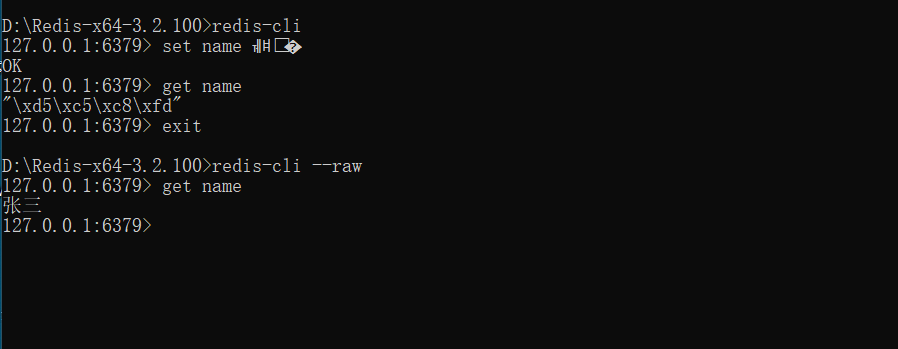 D:\Redis-x64-3.2.100>redis-cli
127.0.0.1:6379> set name
OK
127.0.0.1:6379> get name
"\xd5\xc5\xc8\xfd"
127.0.0.1:6379> exit
D:\Redis-x64-3.2.100>redis-cli --raw
127.0.0.1:6379> get name
张三
127.0.0.1:6379>